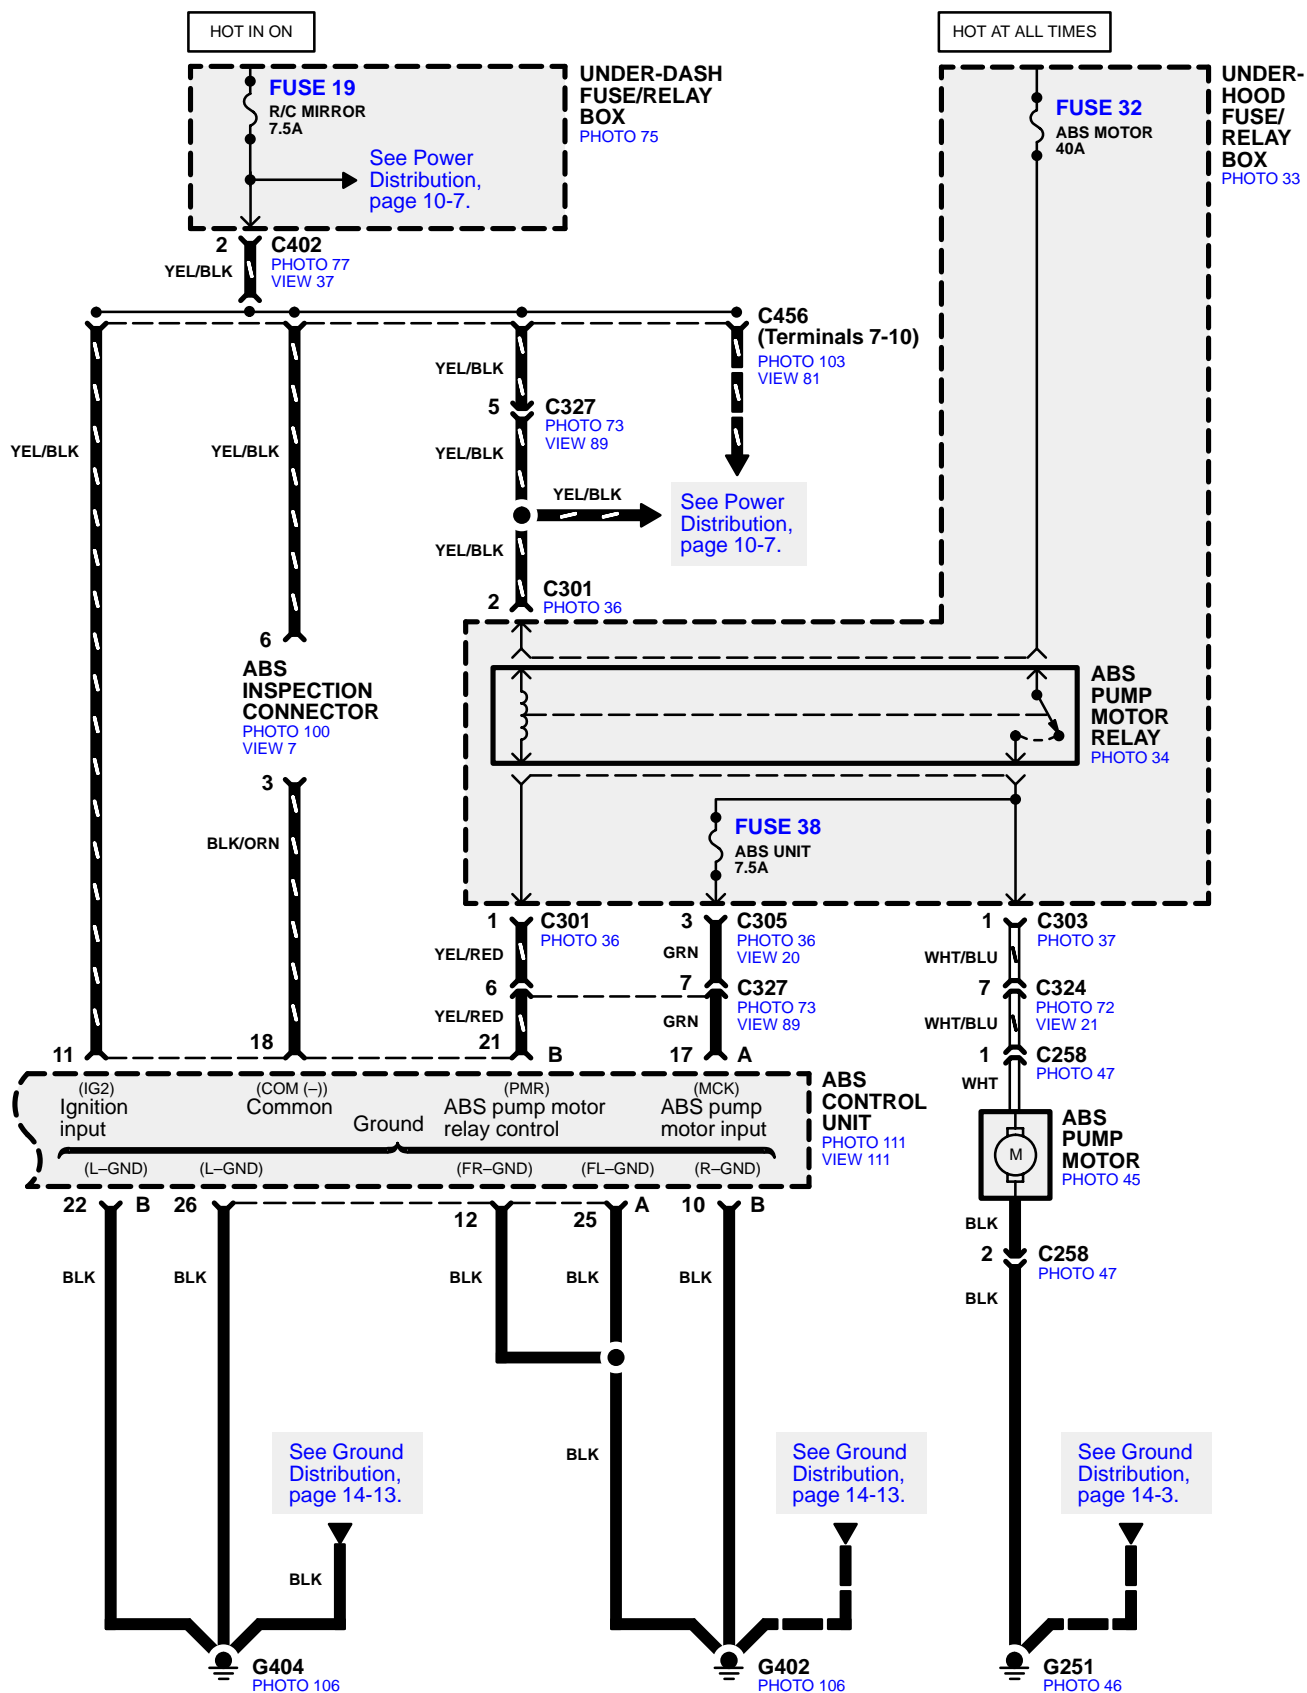 HOT IN ON
HOT AT ALL TIMES
FUSE 19
R/C MIRROR
7.5A
See Power
Distribution,
page 10-7.
UNDER-DASH
FUSE/RELAY
BOX
PHOTO 75
FUSE 32
ABS MOTOR
40A
UNDER-
HOOD
FUSE/
RELAY
BOX
PHOTO 33
2
C402
PHOTO 77
VIEW 37
YEL/BLK
C456
(Terminals 7-10)
PHOTO 103
VIEW 81
YEL/BLK
5
C327
PHOTO 73
VIEW 89
YEL/BLK
YEL/BLK
YEL/BLK
YEL/BLK
See Power
Distribution,
page 10-7.
YEL/BLK
2
C301
PHOTO 36
6
ABS
INSPECTION
CONNECTOR
PHOTO 100
VIEW 7
3
BLK/ORN
ABS
PUMP
MOTOR
RELAY
PHOTO 34
FUSE 38
ABS UNIT
7.5A
1
C301
PHOTO 36
3
C305
PHOTO 36
VIEW 20
1
C303
PHOTO 37
YEL/RED
GRN
WHT/BLU
6
7
C327
PHOTO 73
VIEW 89
7
C324
PHOTO 72
VIEW 21
YEL/RED
GRN
WHT/BLU
11
18
21
B
17
A
1
C258
PHOTO 47
WHT
(IG2)
Ignition
input
(COM (–))
Common
Ground
(PMR)
ABS pump motor
relay control
(MCK)
ABS pump
motor input
ABS
CONTROL
UNIT
PHOTO 111
VIEW 111
(L–GND)
(L–GND)
(FR–GND)
(FL–GND)
(R–GND)
M
ABS
PUMP
MOTOR
PHOTO 45
22
B
26
12
25
A
10
B
BLK
2
C258
PHOTO 47
BLK
BLK
BLK
BLK
BLK
BLK
BLK
See Ground
Distribution,
page 14-13.
See Ground
Distribution,
page 14-13.
See Ground
Distribution,
page 14-3.
BLK
G404
PHOTO 106
G402
PHOTO 106
G251
PHOTO 46